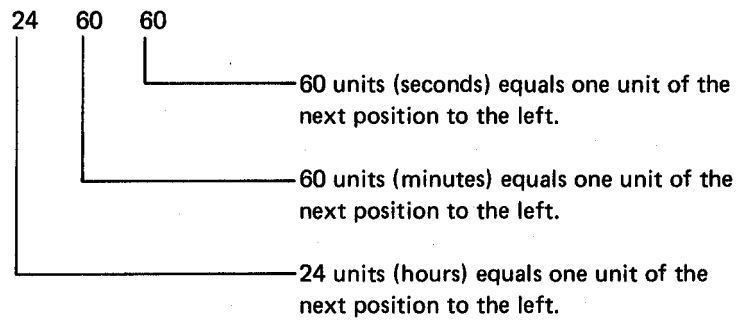 24 60 60
60 units (seconds) equals one unit of the
next position to the left.
60 units (minutes) equals one unit of the
next position to the left.
24 units (hours) equals one unit of the
next position to the left.